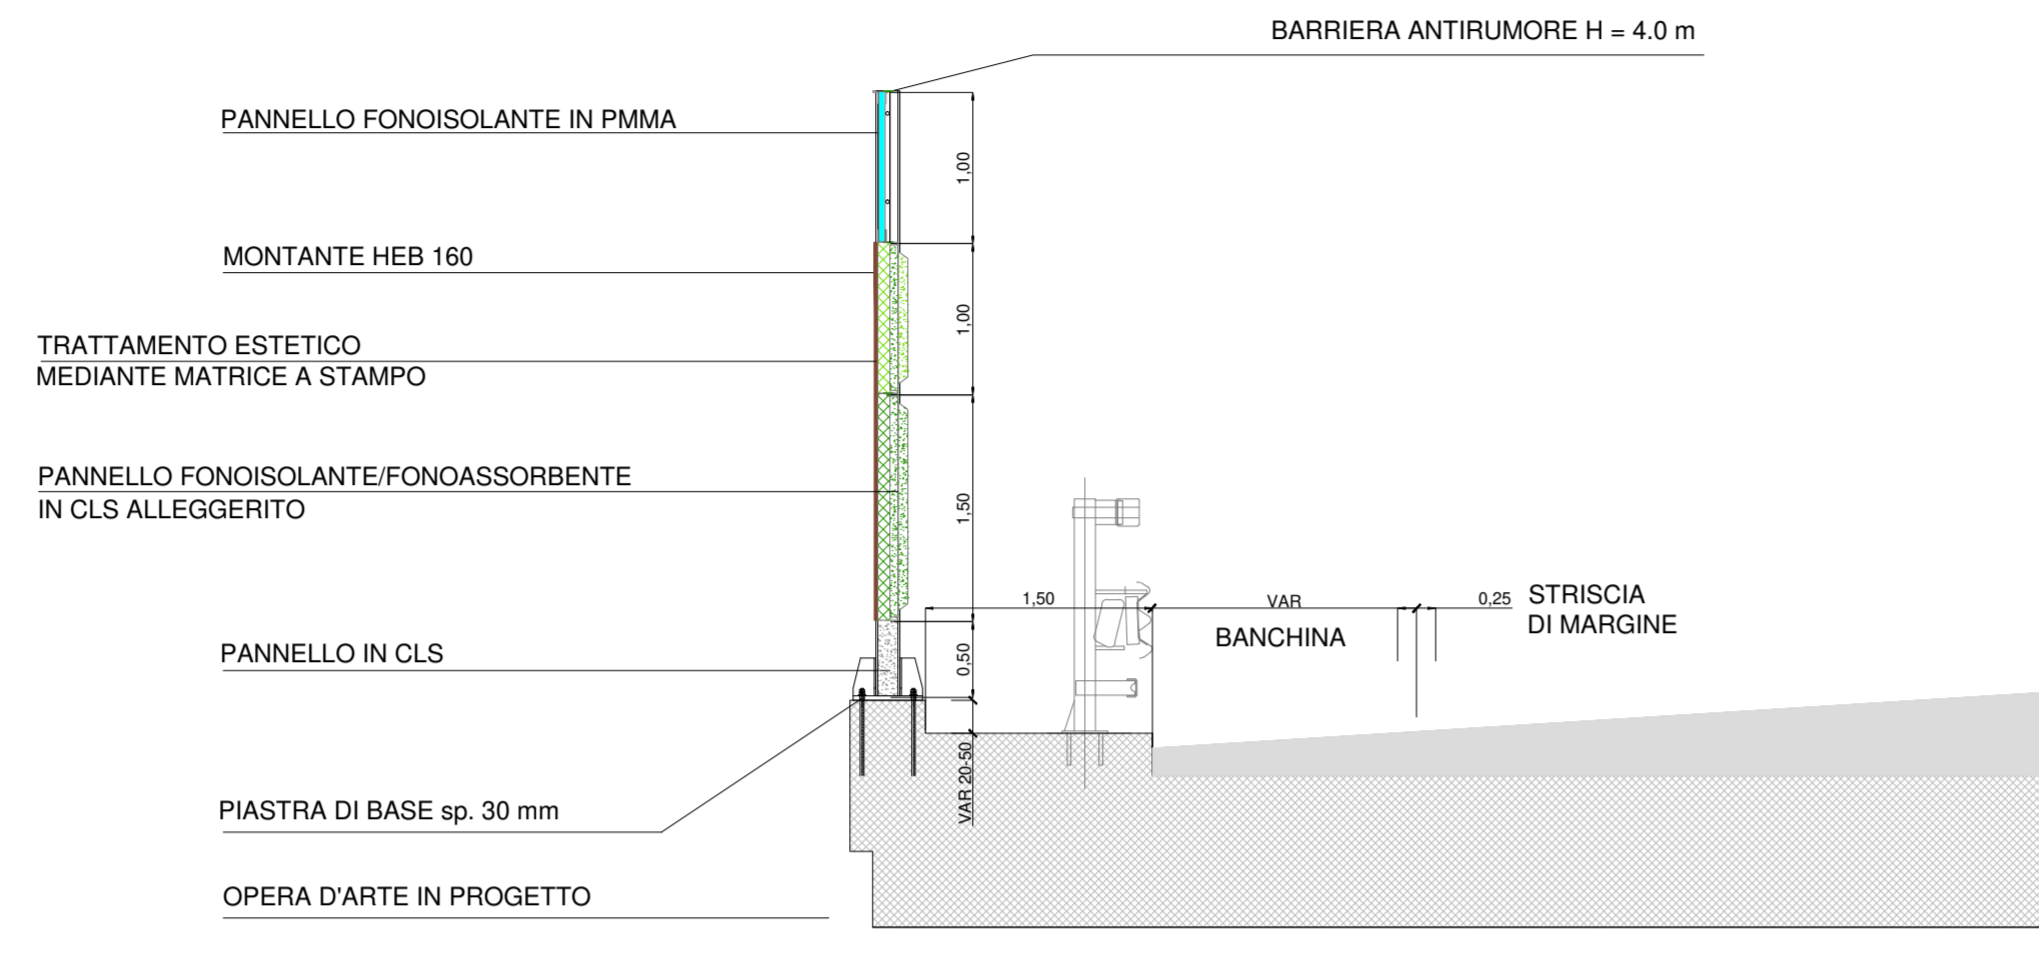 BARRIERA ANTIRUMORE H = 4.0 m
PANNELLO FONOISOLANTE IN PMMA
1,00
MONTANTE HEB 160
1,00
TRATTAMENTO ESTETICO
MEDIANTE MATRICE A STAMPO
PANNELLO FONOISOLANTE/FONOASSORBENTE
IN CLS ALLEGGERITO
1,50
1,50
VAR
0,25
STRISCIA
DI MARGINE
BANCHINA
PANNELLO IN CLS
0,50
VAR 20-50
PIASTRA DI BASE sp. 30 mm
OPERA D'ARTE IN PROGETTO